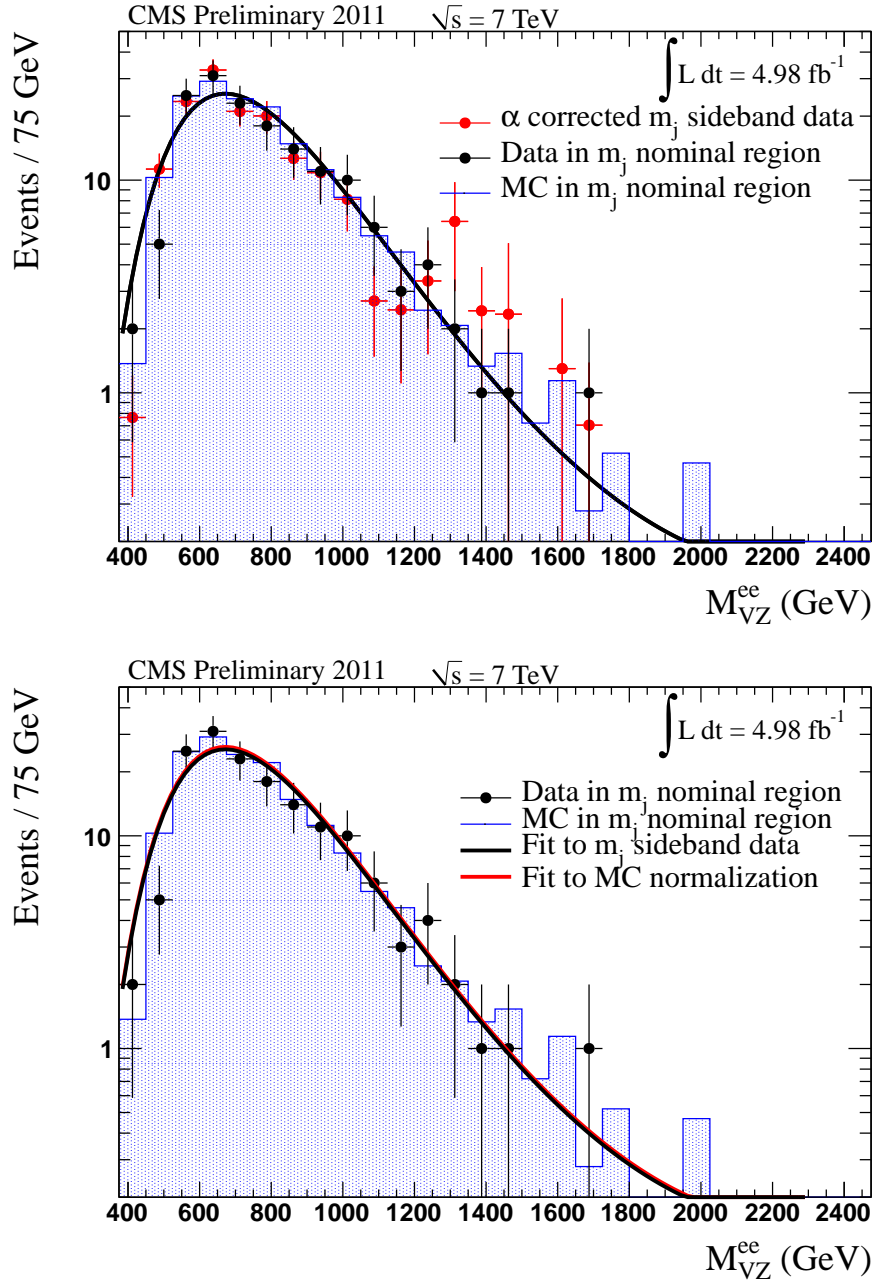 CMS Preliminary 2011 √s = 7 TeV
∫ L dt = 4.98 fb⁻¹
α corrected m_j sideband data
Data in m_j nominal region
MC in m_j nominal region
Events / 75 GeV
10
1
400 600 800 1000 1200 1400 1600 1800 2000 2200 2400
M_VZ^ee (GeV)
CMS Preliminary 2011 √s = 7 TeV
∫ L dt = 4.98 fb⁻¹
Data in m_j nominal region
MC in m_j nominal region
Fit to m_j sideband data
Fit to MC normalization
Events / 75 GeV
10
1
400 600 800 1000 1200 1400 1600 1800 2000 2200 2400
M_VZ^ee (GeV)